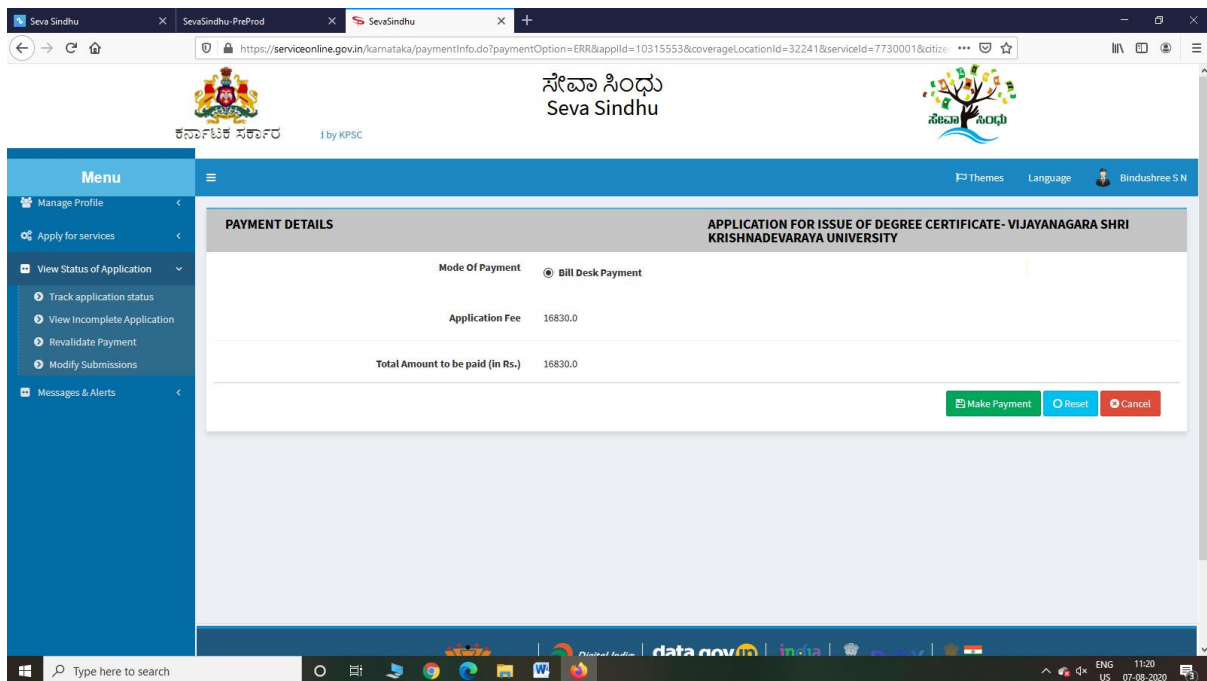 Seva Sindhu
SevaSindhu-PreProd
SevaSindhu
https://serviceonline.gov.in/karnataka/paymentInfo.do?paymentOption=ERR&applId=10315553&coverageLocationId=32241&serviceId=7730001&citize
ಕರ್ನಾಟಕ ಸರ್ಕಾರ
d by KPSC
ಸೇವಾ ಸಿಂಧು
Seva Sindhu
ಸೇವಾ ಸಿಂಧು
Menu
Themes Language Bindushree S N
Manage Profile
Apply for services
View Status of Application
Track application status
View Incomplete Application
Revalidate Payment
Modify Submissions
Messages & Alerts
PAYMENT DETAILS
APPLICATION FOR ISSUE OF DEGREE CERTIFICATE- VIJAYANAGARA SHRI
KRISHNADEVARAYA UNIVERSITY
Mode Of Payment Bill Desk Payment
Application Fee 16830.0
Total Amount to be paid (in Rs.) 16830.0
Make Payment Reset Cancel
Digital India data.gov.in india
Type here to search
ENG 11:20
US 07-08-2020
3